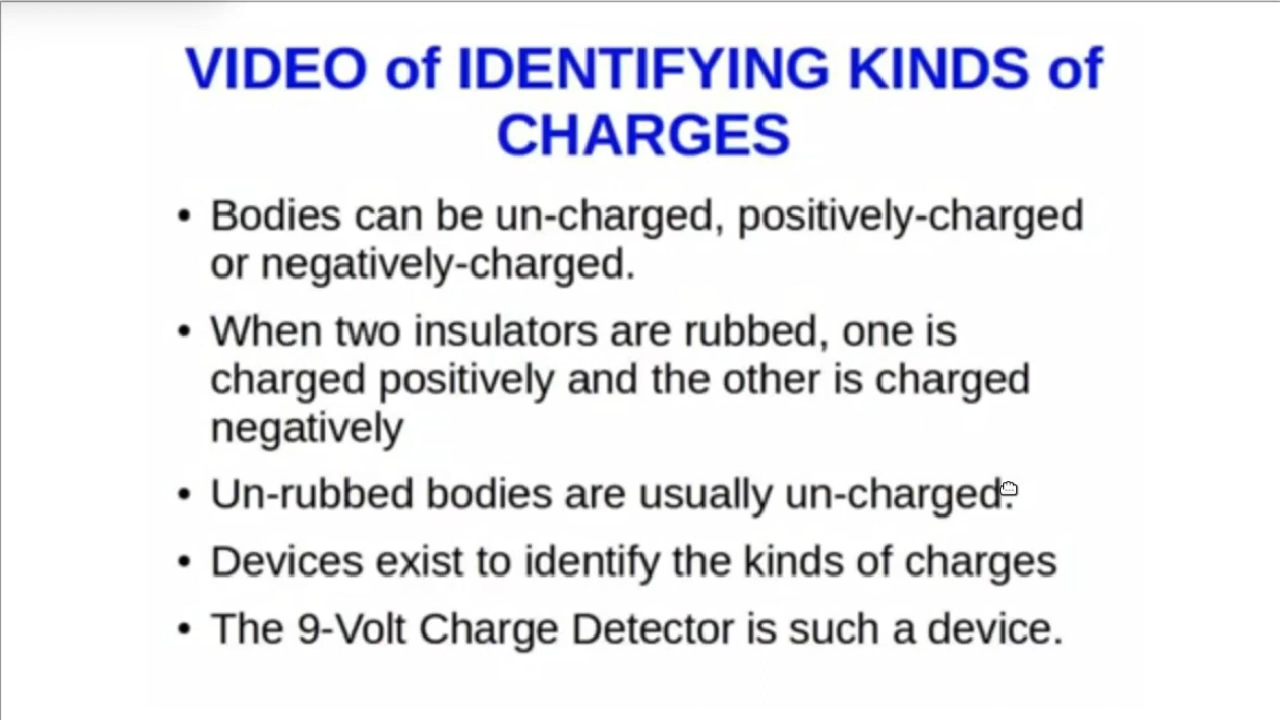 VIDEO of IDENTIFYING KINDS of
CHARGES
• Bodies can be un-charged, positively-charged
or negatively-charged.
• When two insulators are rubbed, one is
charged positively and the other is charged
negatively
• Un-rubbed bodies are usually un-charged.
• Devices exist to identify the kinds of charges
• The 9-Volt Charge Detector is such a device.